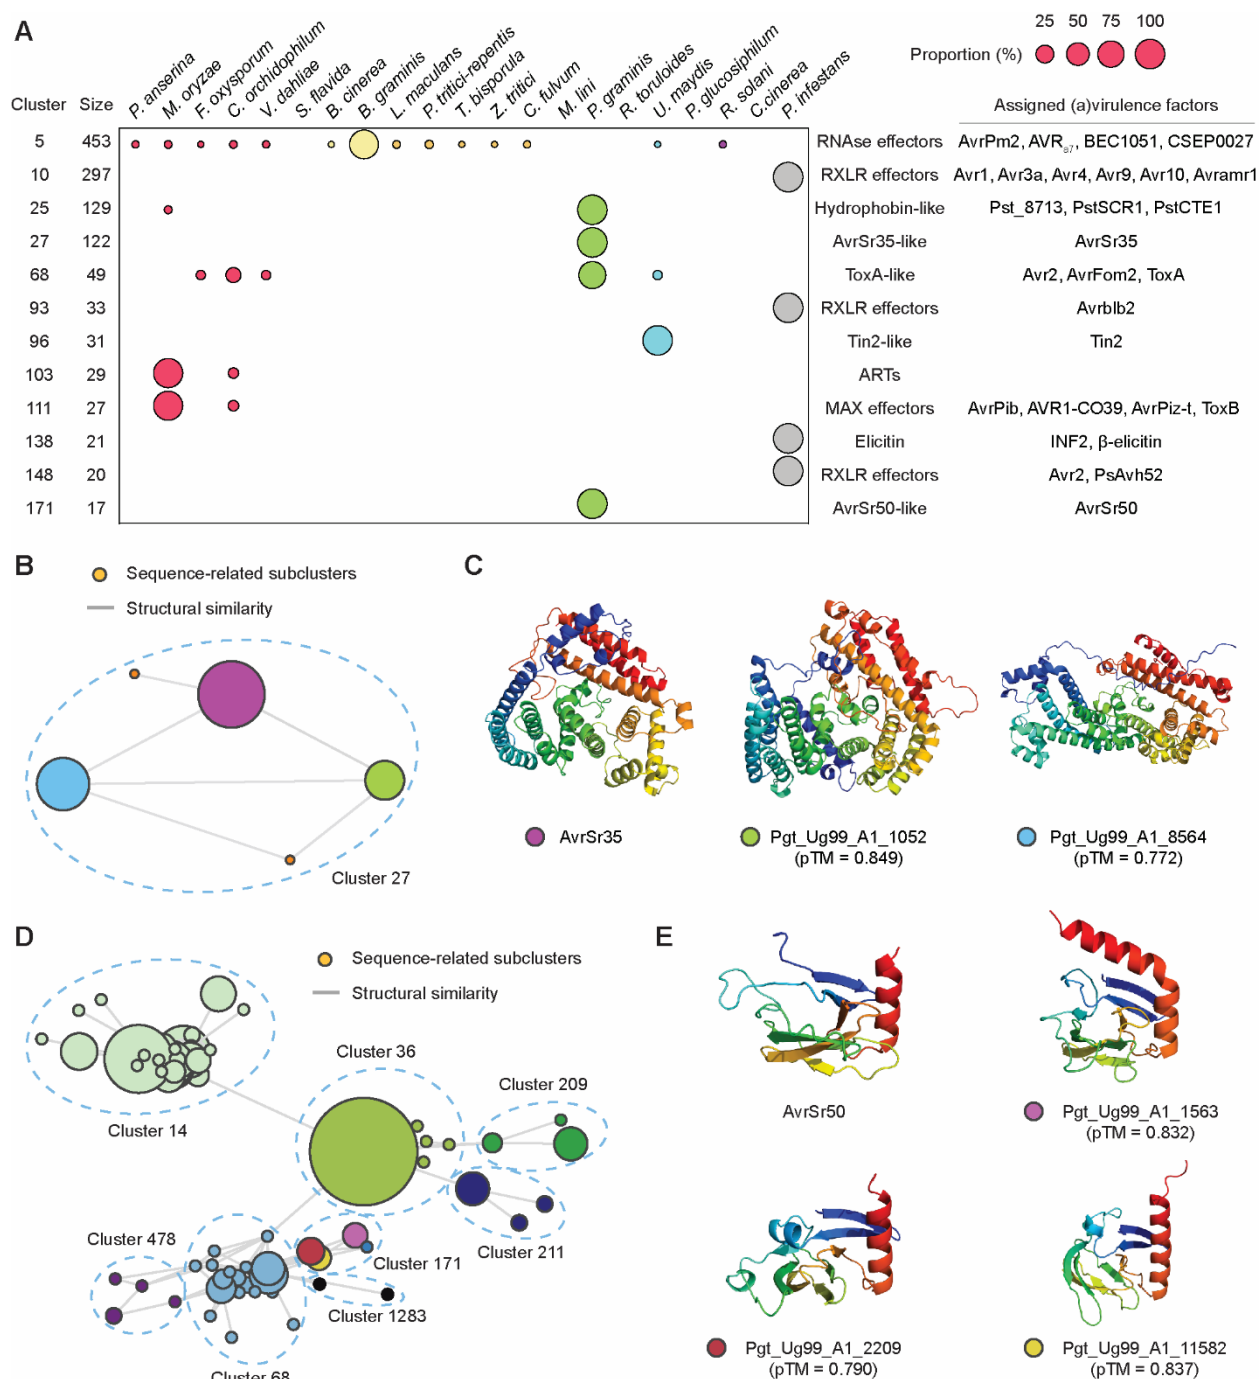 A
25 50 75 100
Proportion (%)
P. anserina
M. oryzae
F. oxysporum
C. orchidophilum
V. dahliae
S. flavida
B. cinerea
B. graminis
L. maculans
P. tritici-repentis
T. bisporula
Z. tritici
C. fulvum
M. lini
P. graminis
R. toruloides
U. maydis
P. glucosiphilum
R. solani
C.cinerea
P. infestans
Cluster Size Assigned (a)virulence factors
5 453 RNAse effectors AvrPm2, AVRa7, BEC1051, CSEP0027
10 297 RXLR effectors Avr1, Avr3a, Avr4, Avr9, Avr10, Avramr1
25 129 Hydrophobin-like Pst_8713, PstSCR1, PstCTE1
27 122 AvrSr35-like AvrSr35
68 49 ToxA-like Avr2, AvrFom2, ToxA
93 33 RXLR effectors Avrblb2
96 31 Tin2-like Tin2
103 29 ARTs
111 27 MAX effectors AvrPib, AVR1-CO39, AvrPiz-t, ToxB
138 21 Elicitin INF2, β-elicitin
148 20 RXLR effectors Avr2, PsAvh52
171 17 AvrSr50-like AvrSr50
B
Sequence-related subclusters
Structural similarity
Cluster 27
C
AvrSr35
Pgt_Ug99_A1_1052
(pTM = 0.849)
Pgt_Ug99_A1_8564
(pTM = 0.772)
D
Sequence-related subclusters
Structural similarity
Cluster 36
Cluster 209
Cluster 14
Cluster 211
Cluster 478
Cluster 171
Cluster 1283
Cluster 68
E
AvrSr50
Pgt_Ug99_A1_1563
(pTM = 0.832)
Pgt_Ug99_A1_2209
(pTM = 0.790)
Pgt_Ug99_A1_11582
(pTM = 0.837)